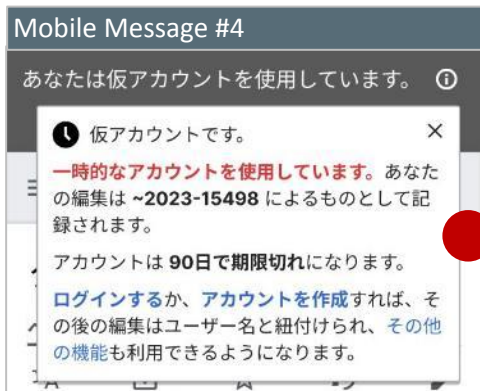 Mobile Message #4
あなたは仮アカウントを使用しています。
仮アカウントです。
一時的なアカウントを使用しています。あなた
の編集は ~2023-15498 によるものとして記
録されます。
アカウントは 90日で期限切れになります。
ログインするか、アカウントを作成すれば、そ
の後の編集はユーザー名と紐付けられ、その他
の機能も利用できるようになります。